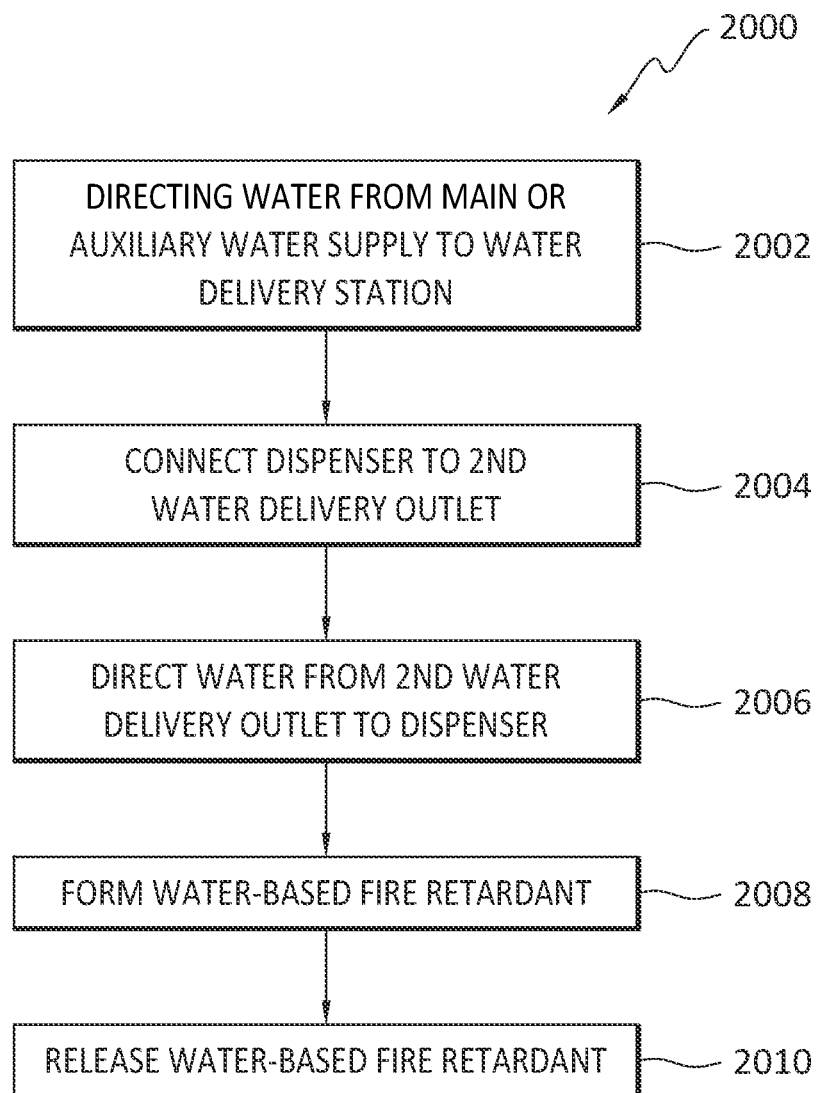 2000
DIRECTING WATER FROM MAIN OR
AUXILIARY WATER SUPPLY TO WATER
DELIVERY STATION
2002
CONNECT DISPENSER TO 2ND
WATER DELIVERY OUTLET
2004
DIRECT WATER FROM 2ND WATER
DELIVERY OUTLET TO DISPENSER
2006
FORM WATER-BASED FIRE RETARDANT
2008
RELEASE WATER-BASED FIRE RETARDANT
2010